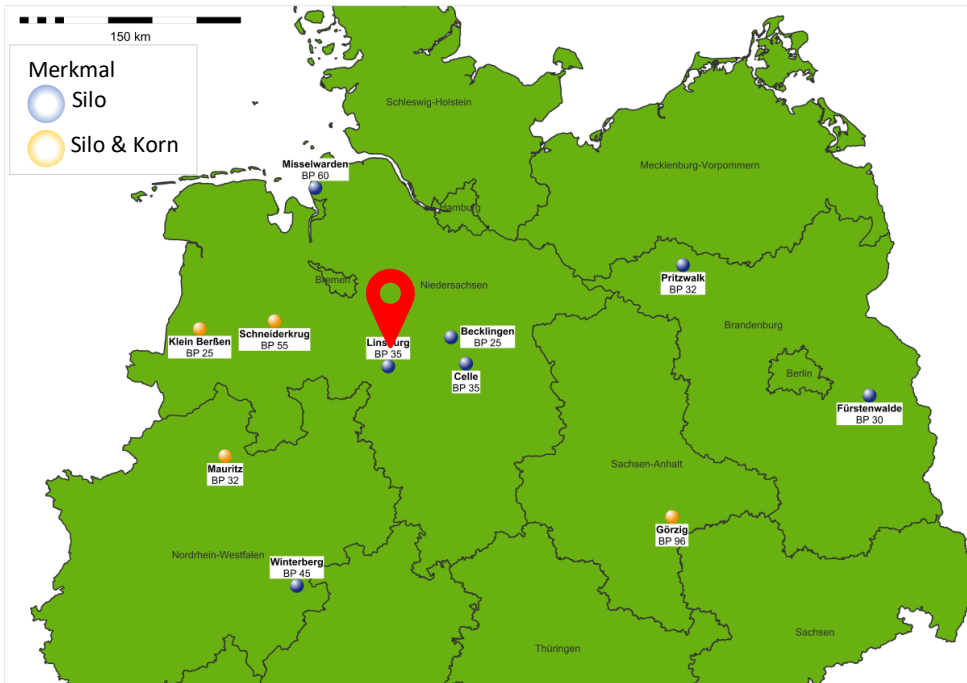 150 km
Merkmal
Silo
Silo & Korn
Schleswig-Holstein
Mecklenburg-Vorpommern
Misselwarden
BP 60
Hamburg
Bremen
Niedersachsen
Pritzwalk
BP 32
Brandenburg
Klein Berßen
BP 25
Schneiderkrug
BP 55
Linsburg
BP 35
Becklingen
BP 25
Celle
BP 35
Berlin
Fürstenwalde
BP 30
Mauritz
BP 32
Sachsen-Anhalt
Görzig
BP 96
Nordrhein-Westfalen
Winterberg
BP 45
Thüringen
Sachsen